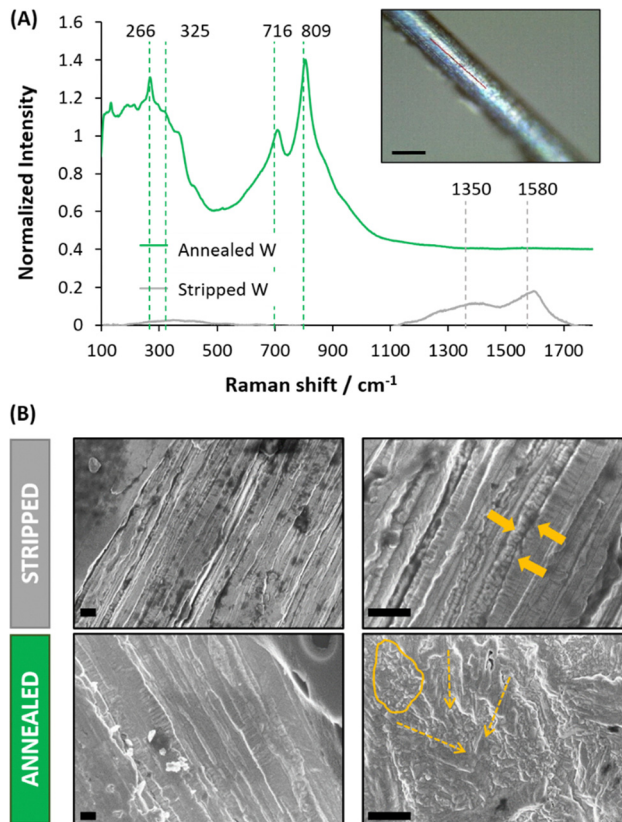 (A)
266 325 716 809
1350 1580
Normalized Intensity
1.6
1.4
1.2
1
0.8
0.6
0.4
0.2
0
Annealed W
Stripped W
100 300 500 700 900 1100 1300 1500 1700
Raman shift / cm⁻¹
(B)
STRIPPED
ANNEALED